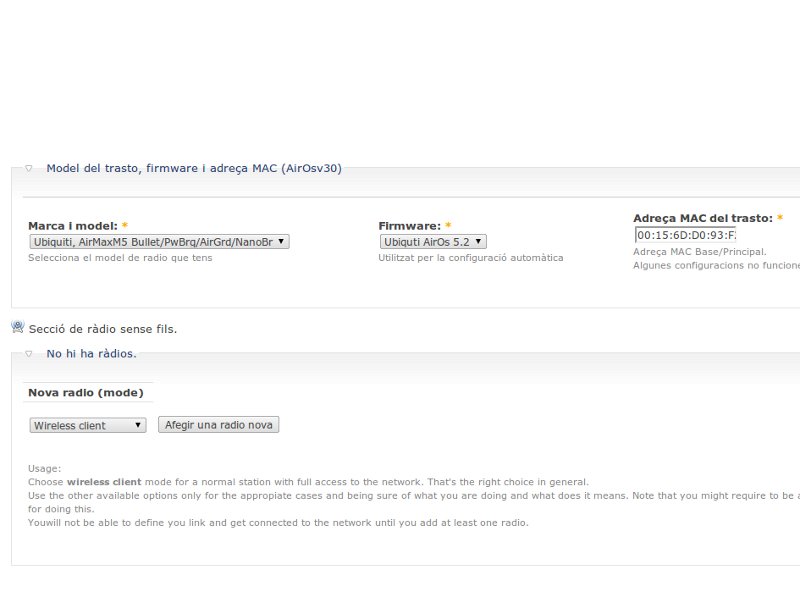 Model del trasto, firmware i adreça MAC (AirOsv30)
Marca i model: *
Firmware: *
Adreça MAC del trasto: *
Ubiquiti, AirMaxM5 Bullet/PwBrg/AirGrd/NanoBr
Ubiquti AirOs 5.2
00:15:6D:D0:93:F
Selecciona el model de radio que tens
Utilitzat per la configuració automàtica
Adreça MAC Base/Principal.
Algunes configuracions no funcione
Secció de ràdio sense fils.
No hi ha ràdios.
Nova radio (mode)
Wireless client
Afegir una radio nova
Usage:
Choose wireless client mode for a normal station with full access to the network. That's the right choice in general.
Use the other available options only for the appropiate cases and being sure of what you are doing and what does it means. Note that you might require to be a
for doing this.
Youwill not be able to define you link and get connected to the network until you add at least one radio.